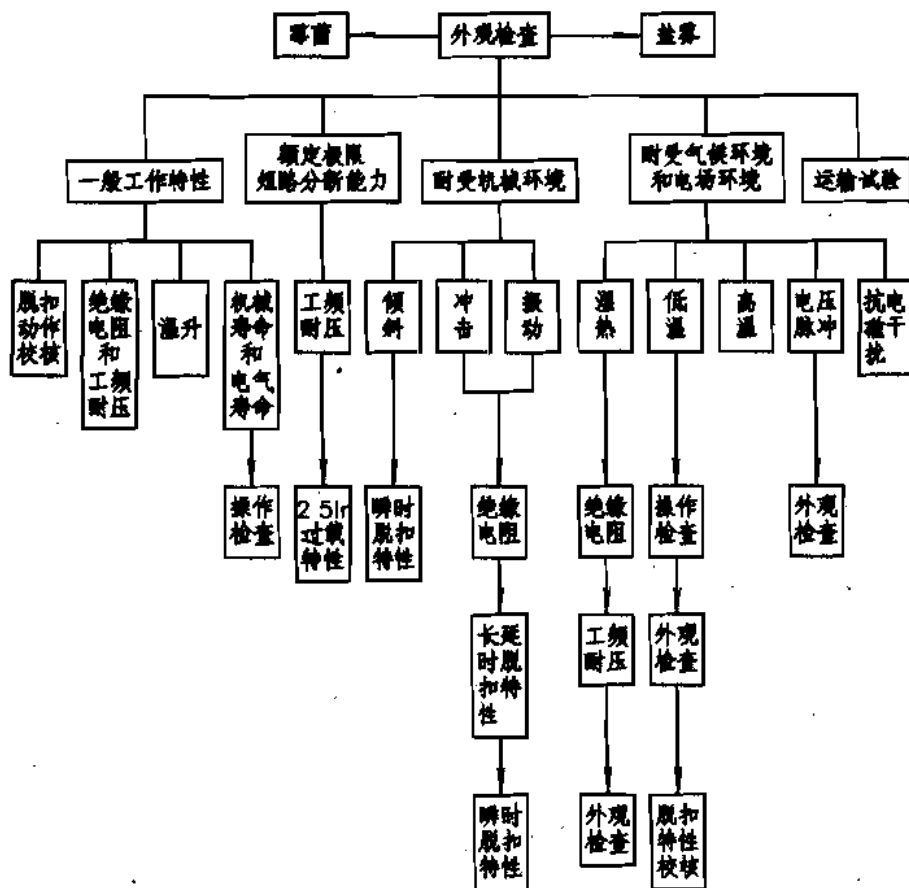 霉菌
外观检查
盐雾
一般工作特性
额定极限
短路分断能力
耐受机械环境
耐受气候环境
和电场环境
运输试验
脱扣
动作
校核
绝缘
电阻
和
工频
耐压
温升
机械
寿命
和
电气
寿命
工频
耐压
倾
斜
冲
击
振
动
湿
热
低
温
高
温
电压
脉冲
抗电
磁干
扰
操作
检查
2 5Ir
过载
特性
瞬时
脱扣
特性
绝缘
电阻
绝缘
电阻
操作
检查
外观
检查
长延
时脱
扣特
性
工频
耐压
外观
检查
瞬时
脱扣
特性
外观
检查
脱扣
特性
校核